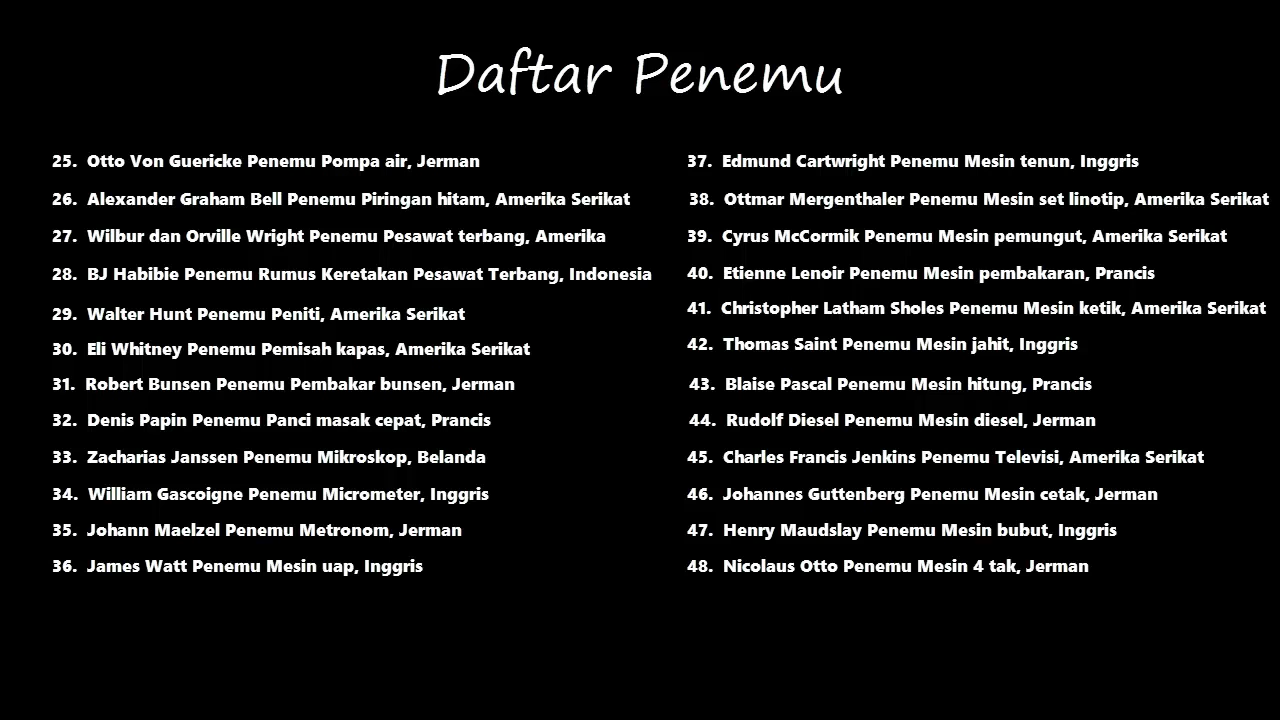 Daftar Penemu
25. Otto Von Guericke Penemu Pompa air, Jerman
26. Alexander Graham Bell Penemu Piringan hitam, Amerika Serikat
27. Wilbur dan Orville Wright Penemu Pesawat terbang, Amerika
28. BJ Habibie Penemu Rumus Keretakan Pesawat Terbang, Indonesia
29. Walter Hunt Penemu Peniti, Amerika Serikat
30. Eli Whitney Penemu Pemisah kapas, Amerika Serikat
31. Robert Bunsen Penemu Pembakar bunsen, Jerman
32. Denis Papin Penemu Panci masak cepat, Prancis
33. Zacharias Janssen Penemu Mikroskop, Belanda
34. William Gascoigne Penemu Micrometer, Inggris
35. Johann Maelzel Penemu Metronom, Jerman
36. James Watt Penemu Mesin uap, Inggris
37. Edmund Cartwright Penemu Mesin tenun, Inggris
38. Ottmar Mergenthaler Penemu Mesin set linotip, Amerika Serikat
39. Cyrus McCormik Penemu Mesin pemungut, Amerika Serikat
40. Etienne Lenoir Penemu Mesin pembakaran, Prancis
41. Christopher Latham Sholes Penemu Mesin ketik, Amerika Serikat
42. Thomas Saint Penemu Mesin jahit, Inggris
43. Blaise Pascal Penemu Mesin hitung, Prancis
44. Rudolf Diesel Penemu Mesin diesel, Jerman
45. Charles Francis Jenkins Penemu Televisi, Amerika Serikat
46. Johannes Guttenberg Penemu Mesin cetak, Jerman
47. Henry Maudslay Penemu Mesin bubut, Inggris
48. Nicolaus Otto Penemu Mesin 4 tak, Jerman